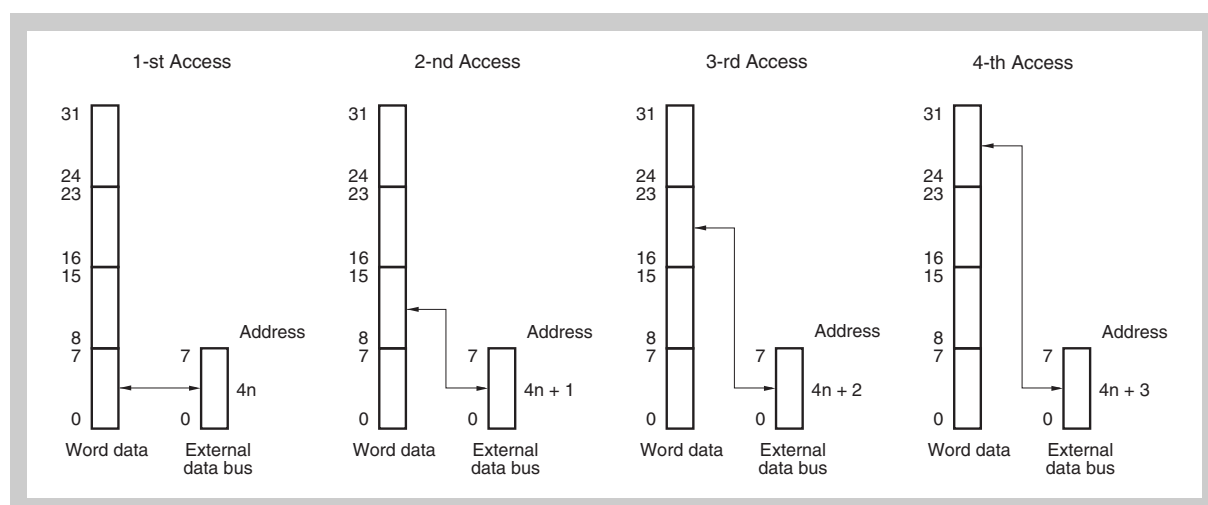 1-st Access
31
24
23
16
15
8
7
0
Word data
7
0
Address
4n
External
data bus
2-nd Access
31
24
23
16
15
8
7
0
Word data
7
0
Address
4n + 1
External
data bus
3-rd Access
31
24
23
16
15
8
7
0
Word data
7
0
Address
4n + 2
External
data bus
4-th Access
31
24
23
16
15
8
7
0
Word data
7
0
Address
4n + 3
External
data bus